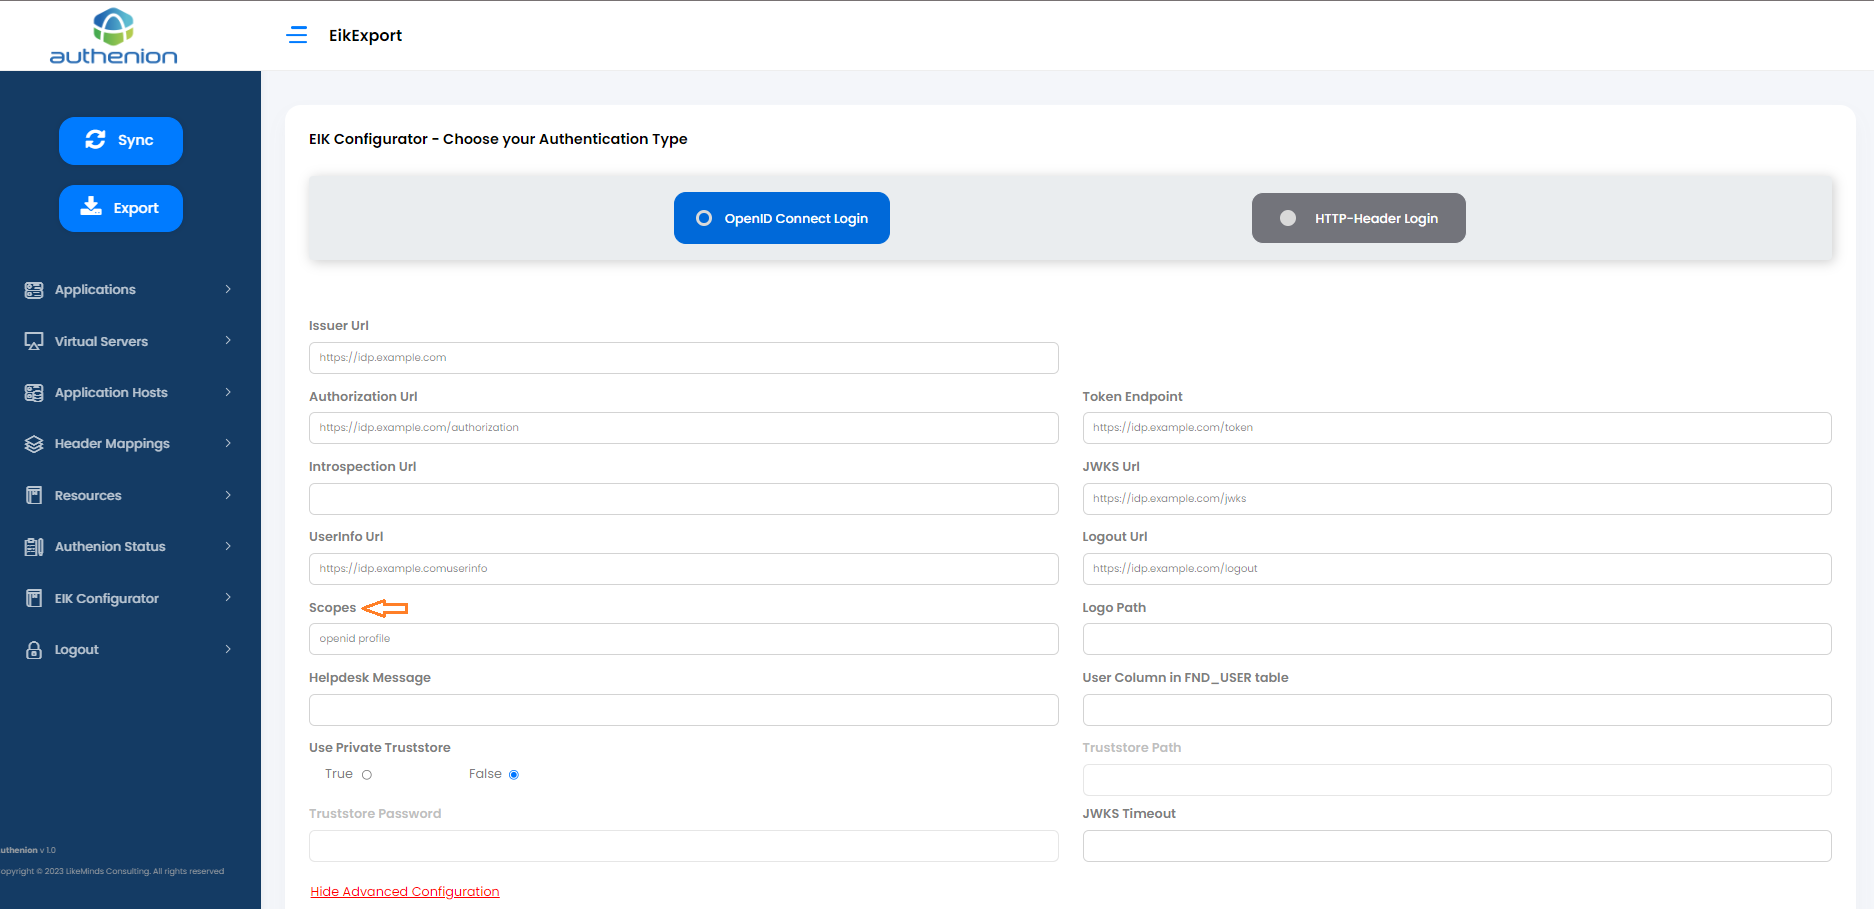 authenion
EikExport
Sync
Export
Applications
Virtual Servers
Application Hosts
Header Mappings
Resources
Authenion Status
EIK Configurator
Logout
uthenion v 1.0
opyright © 2023 LikeMinds Consulting. All rights reserved
EIK Configurator - Choose your Authentication Type
OpenID Connect Login
HTTP-Header Login
Issuer Url
https://idp.example.com
Authorization Url
Token Endpoint
https://idp.example.com/authorization
https://idp.example.com/token
Introspection Url
JWKS Url
https://idp.example.com/jwks
UserInfo Url
Logout Url
https://idp.example.comuserinfo
https://idp.example.com/logout
Scopes
Logo Path
openid profile
Helpdesk Message
User Column in FND_USER table
Use Private Truststore
Truststore Path
True
False
Truststore Password
JWKS Timeout
Hide Advanced Configuration